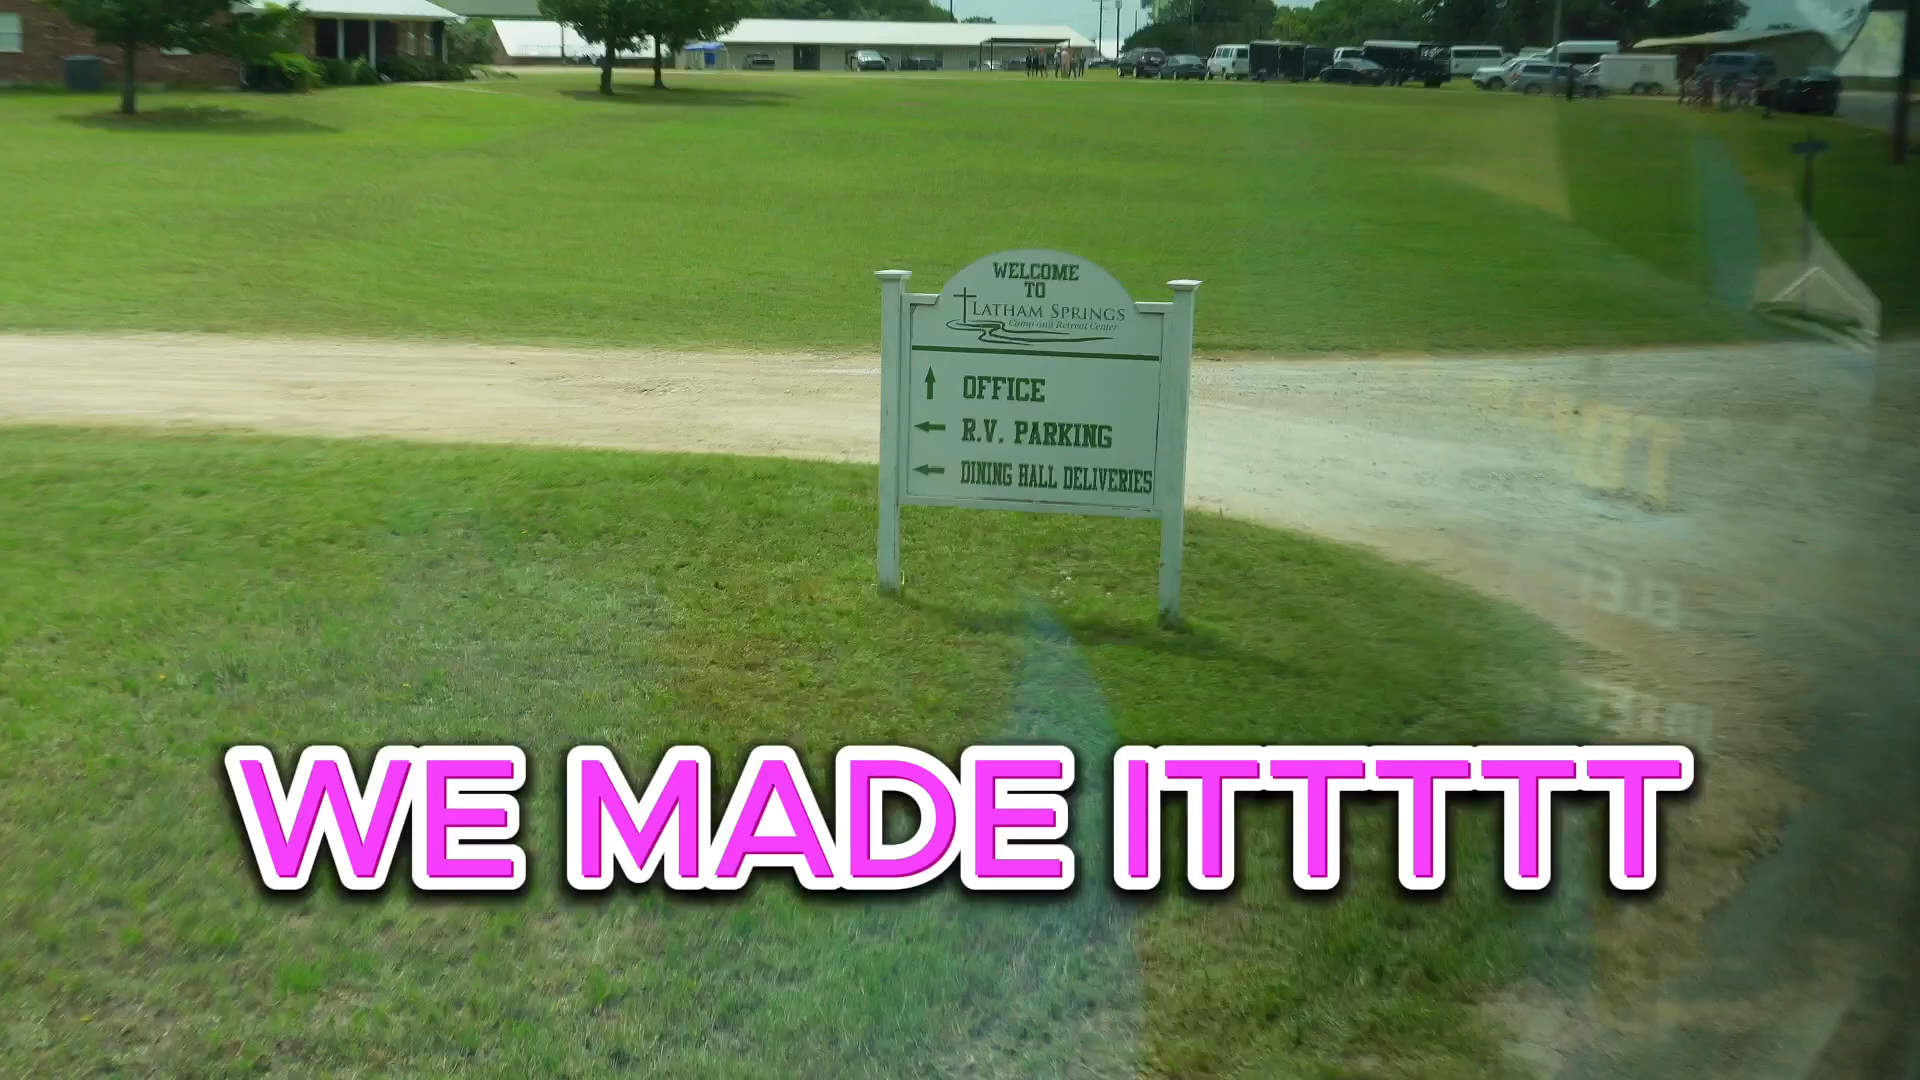 WELCOME
TO
LATHAM SPRINGS
Camp and Retreat Center
OFFICE
R.V. PARKING
DINING HALL DELIVERIES
WE MADE ITTTTT